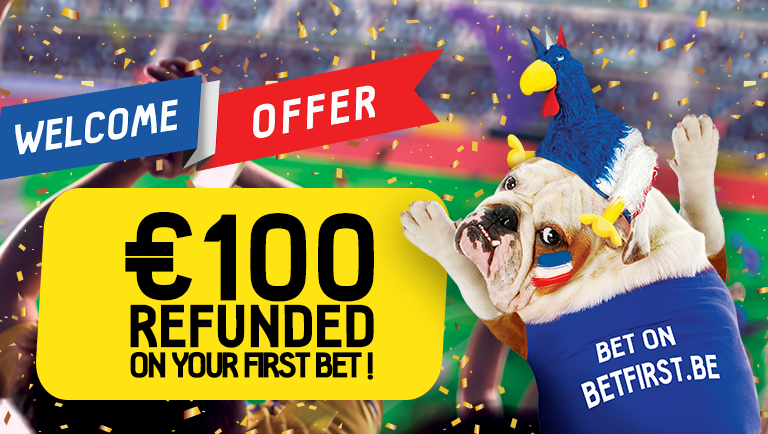 WELCOME OFFER
€100
REFUNDED
ON YOUR FIRST BET!
BET ON
BETFIRST.BE